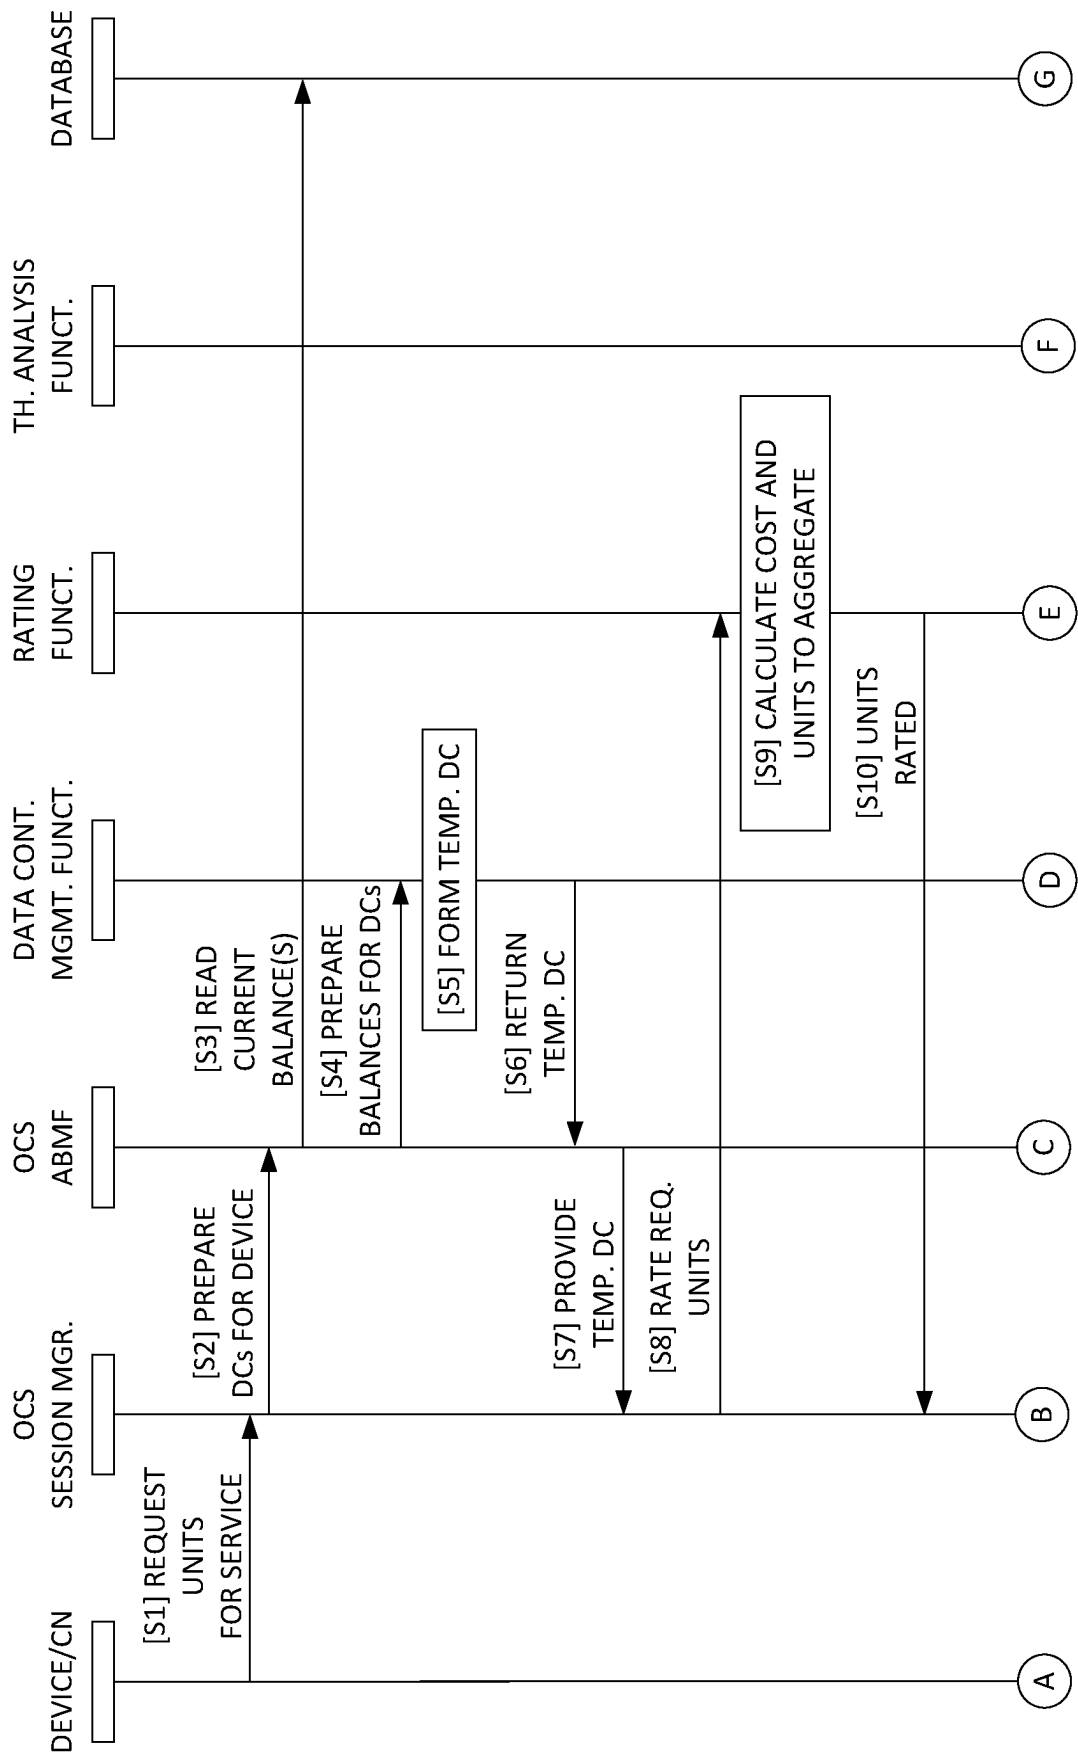 DEVICE/CN
OCS
SESSION MGR.
OCS
ABMF
DATA CONT.
MGMT. FUNCT.
RATING
FUNCT.
TH. ANALYSIS
FUNCT.
DATABASE
[S1] REQUEST
UNITS
FOR SERVICE
[S2] PREPARE
DCs FOR DEVICE
[S3] READ
CURRENT
BALANCE(S)
[S4] PREPARE
BALANCES FOR DCs
[S5] FORM TEMP. DC
[S6] RETURN
TEMP. DC
[S7] PROVIDE
TEMP. DC
[S8] RATE REQ.
UNITS
[S9] CALCULATE COST AND
UNITS TO AGGREGATE
[S10] UNITS
RATED
A
B
C
D
E
F
G